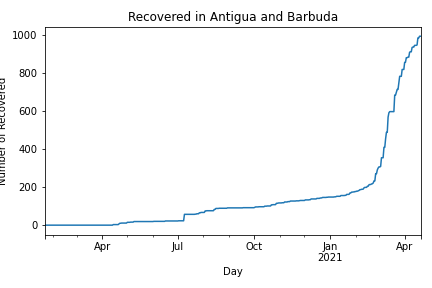 Recovered in Antigua and Barbuda
Number of Recovered
1000
800
600
400
200
0
Apr
Jul
Oct
Jan
2021
Apr
Day